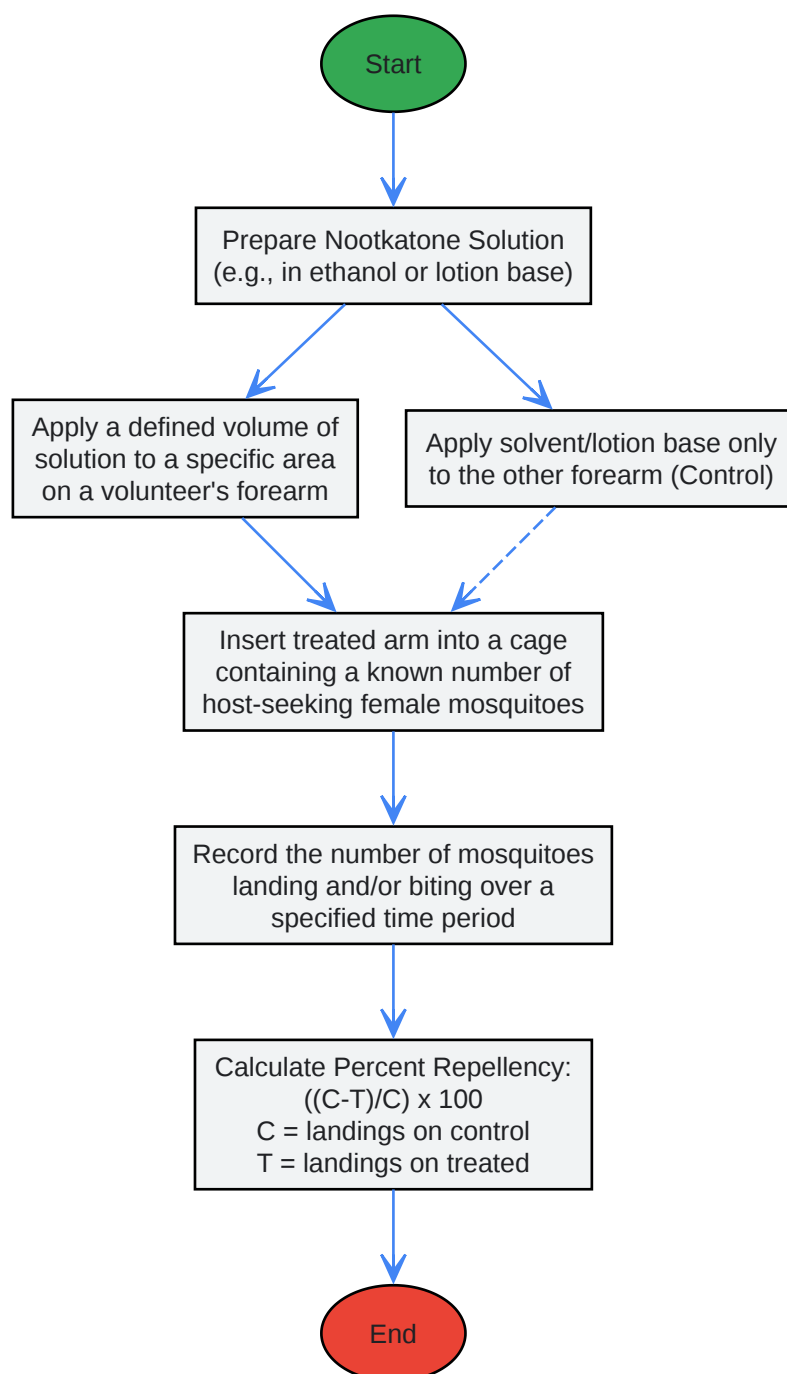 Start
Prepare Nootkatone Solution
(e.g., in ethanol or lotion base)
Apply a defined volume of
solution to a specific area
on a volunteer's forearm
Apply solvent/lotion base only
to the other forearm (Control)
Insert treated arm into a cage
containing a known number of
host-seeking female mosquitoes
Record the number of mosquitoes
landing and/or biting over a
specified time period
Calculate Percent Repellency:
((C-T)/C) x 100
C = landings on control
T = landings on treated
End